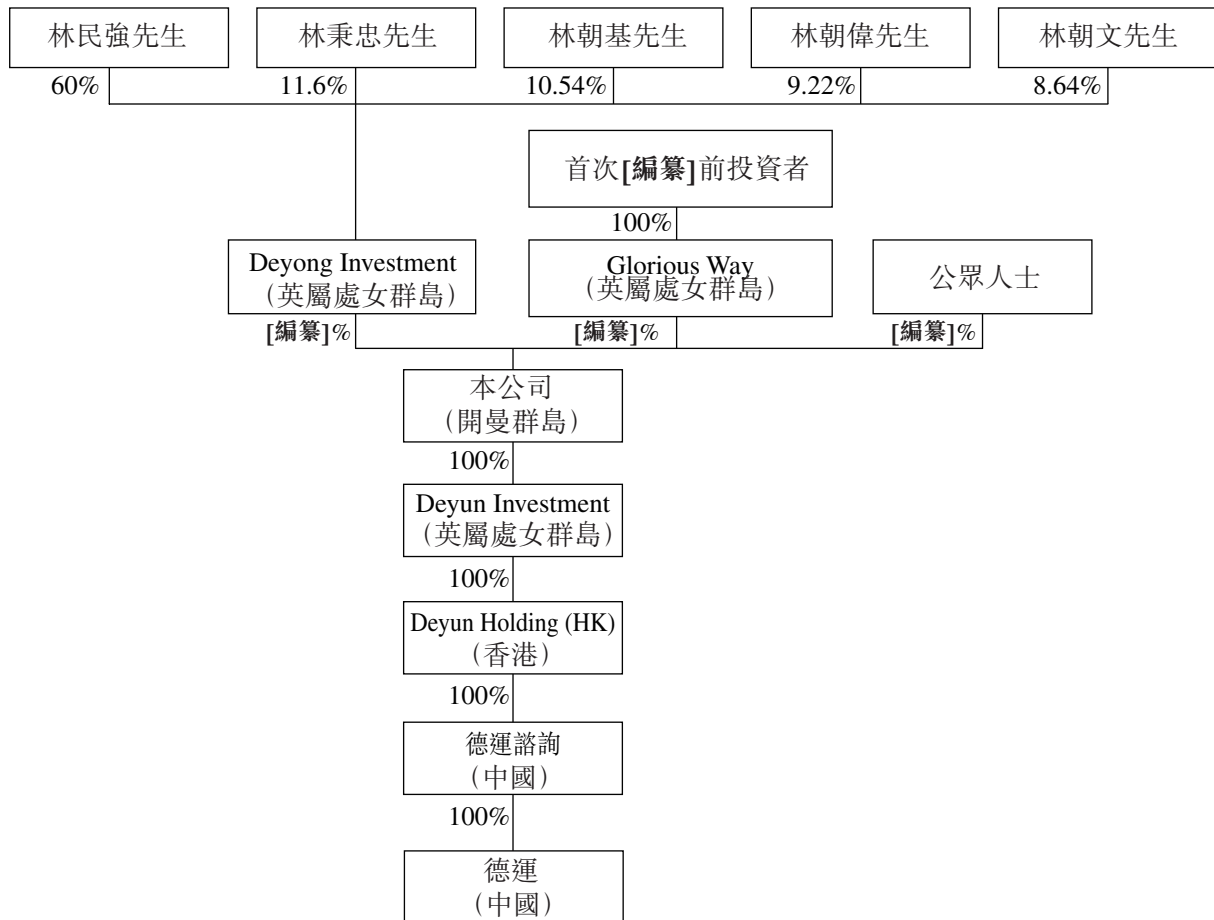 林民強先生
林秉忠先生
林朝基先生
林朝偉先生
林朝文先生
60%
11.6%
10.54%
9.22%
8.64%
首次[編纂]前投資者
100%
Deyong Investment
（英屬處女群島）
Glorious Way
（英屬處女群島）
公眾人士
[編纂]%
[編纂]%
[編纂]%
本公司
（開曼群島）
100%
Deyun Investment
（英屬處女群島）
100%
Deyun Holding (HK)
（香港）
100%
德運諮詢
（中國）
100%
德運
（中國）